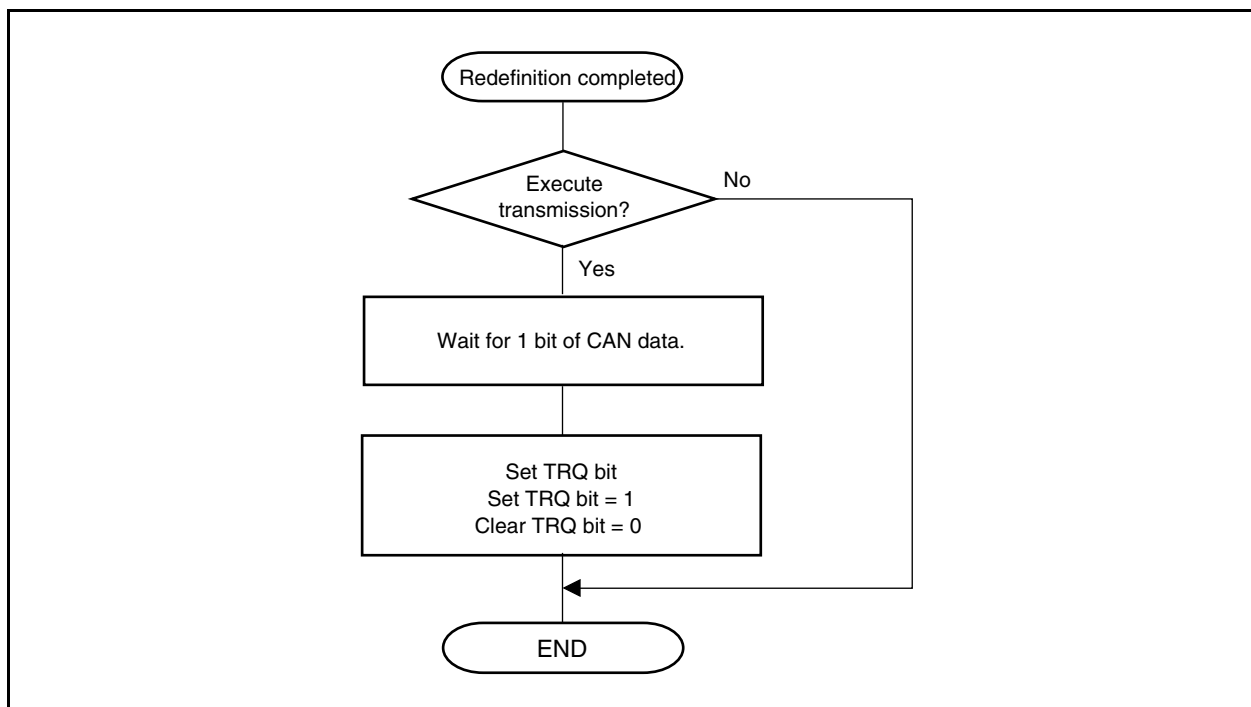 Redefinition completed
Execute
transmission?
No
Yes
Wait for 1 bit of CAN data.
Set TRQ bit
Set TRQ bit = 1
Clear TRQ bit = 0
END